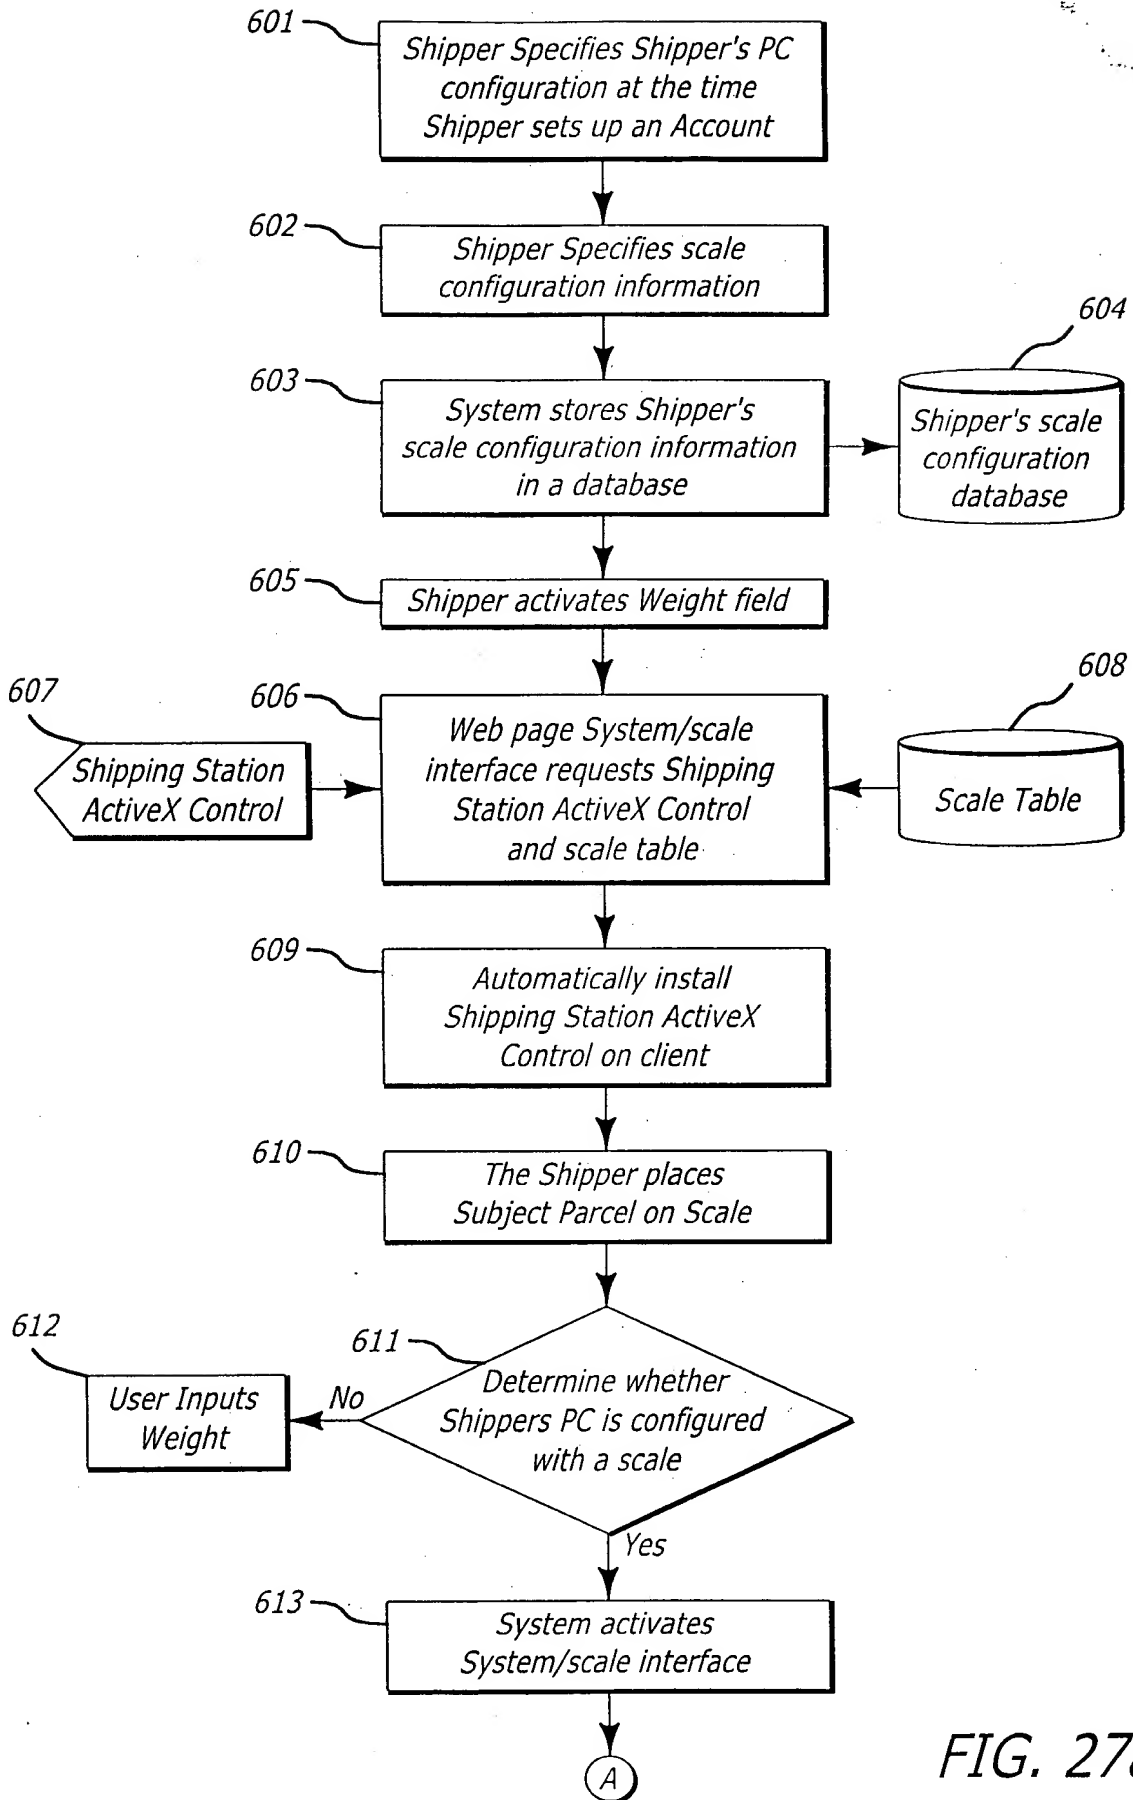 601
Shipper Specifies Shipper's PC
configuration at the time
Shipper sets up an Account
602
Shipper Specifies scale
configuration information
603
System stores Shipper's
scale configuration information
in a database
604
Shipper's scale
configuration
database
605
Shipper activates Weight field
606
Web page System/scale
interface requests Shipping
Station ActiveX Control
and scale table
607
Shipping Station
ActiveX Control
608
Scale Table
609
Automatically install
Shipping Station ActiveX
Control on client
610
The Shipper places
Subject Parcel on Scale
611
Determine whether
Shippers PC is configured
with a scale
No
612
User Inputs
Weight
Yes
613
System activates
System/scale interface
A
FIG. 27